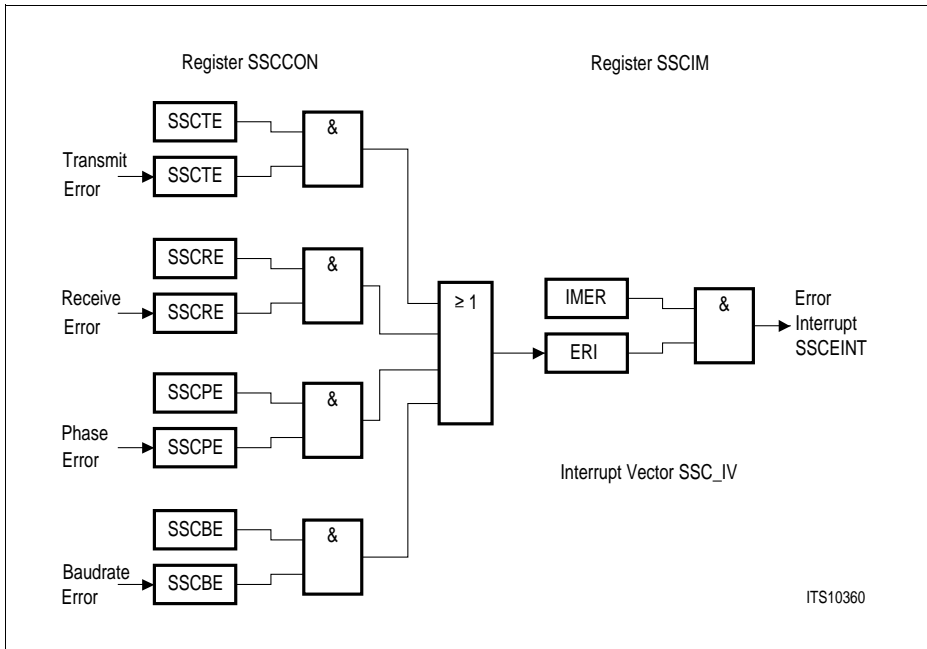 Register SSCCON
Register SSCIM
SSCTE
&
Transmit
Error
SSCTE
SSCRE
&
Receive
Error
SSCRE
≥ 1
IMER
&
Error
Interrupt
SSCEINT
ERI
SSCPE
&
Phase
Error
SSCPE
Interrupt Vector SSC_IV
SSCBE
&
Baudrate
Error
SSCBE
ITS10360